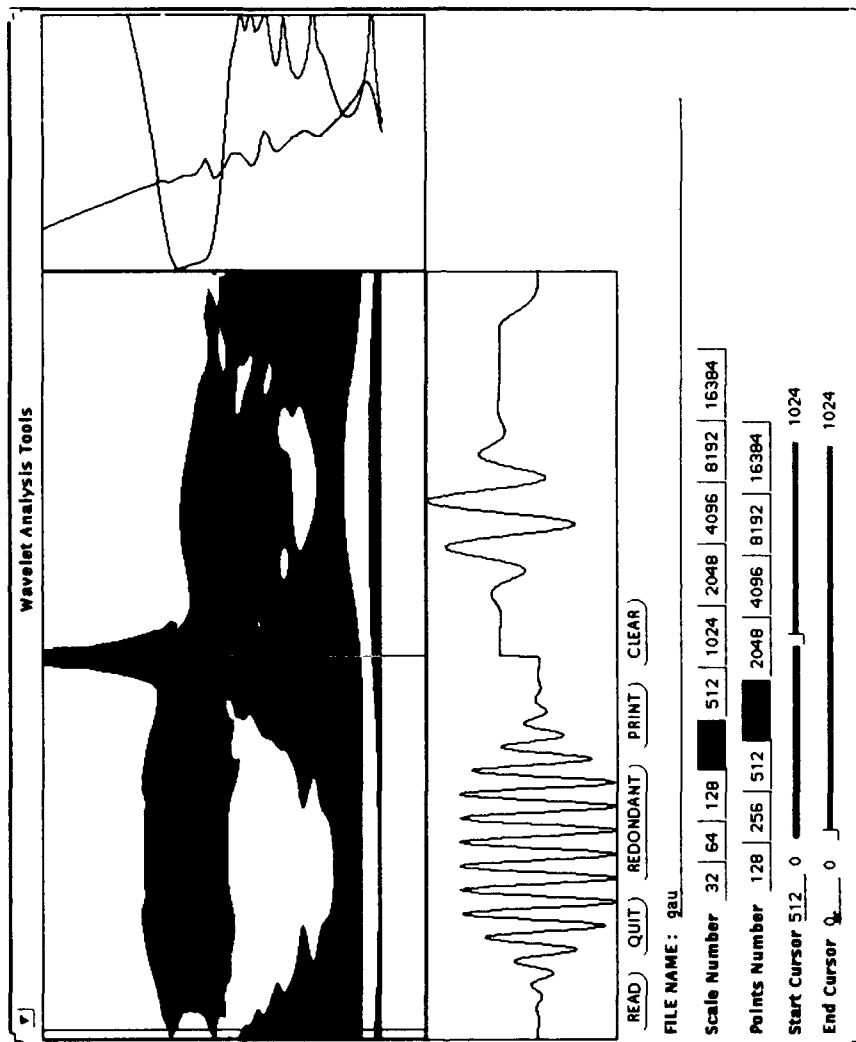 Wavelet Analysis Tools
READ QUIT REDONDANT PRINT CLEAR
FILE NAME : gau
Scale Number 32 64 128 512 1024 2048 4096 8192 16384
Points Number 128 256 512 2048 4096 8192 16384
Start Cursor 512 0 1024
End Cursor 0 0 1024